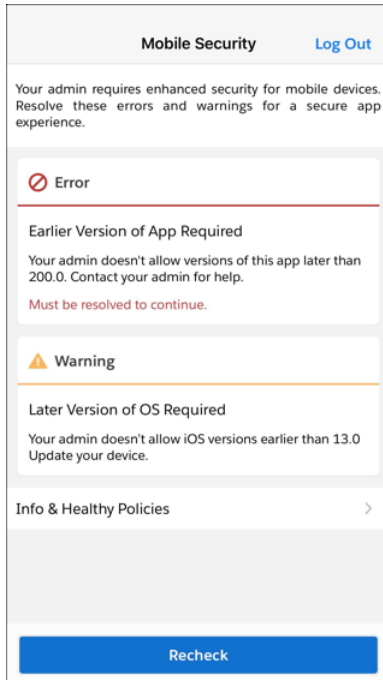 Mobile Security
Log Out
Your admin requires enhanced security for mobile devices.
Resolve these errors and warnings for a secure app
experience.
Error
Earlier Version of App Required
Your admin doesn't allow versions of this app later than
200.0. Contact your admin for help.
Must be resolved to continue.
Warning
Later Version of OS Required
Your admin doesn't allow iOS versions earlier than 13.0
Update your device.
Info & Healthy Policies
Recheck